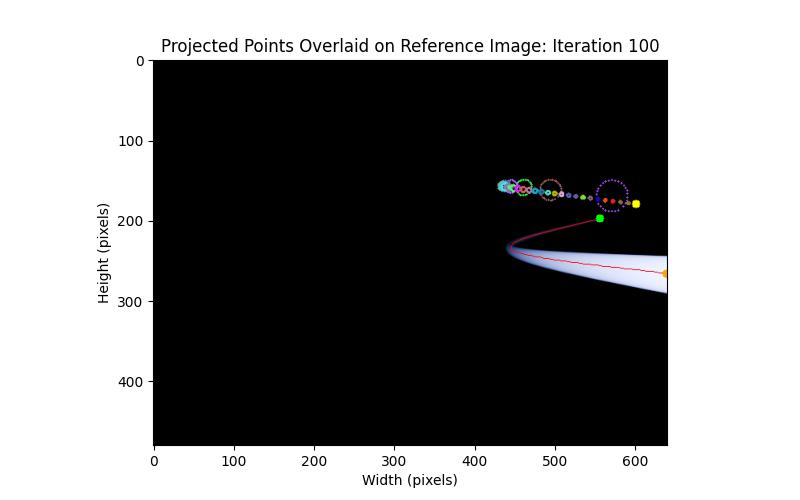 Projected Points Overlaid on Reference Image: Iteration 100
0
100
200
300
400
Height (pixels)
0 100 200 300 400 500 600
Width (pixels)